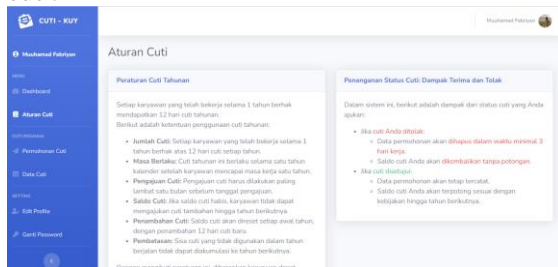 CUTI - KUY
Muuhamad Febriyan
Muuhamad Febriyan
MENU
Dashboard
Aturan Cuti
Permohonan Cuti
Data Cuti
SETTING
Edit Profile
Ganti Password
Aturan Cuti
Peraturan Cuti Tahunan
Setiap karyawan yang telah bekerja selama 1 tahun berhak
mendapatkan 12 hari cuti tahunan.
Berikut adalah ketentuan penggunaan cuti tahunan:
Jumlah Cuti: Setiap karyawan yang telah bekerja selama 1
tahun berhak atas 12 hari cuti setiap tahun.
Masa Berlaku: Cuti tahunan ini berlaku selama satu tahun
kalender setelah karyawan mencapai masa kerja satu tahun.
Pengajuan Cuti: Pengajuan cuti harus dilakukan paling
lambat satu bulan sebelum tanggal pengajuan.
Saldo Cuti: Jika saldo cuti habis, karyawan tidak dapat
mengajukan cuti tambahan hingga tahun berikutnya.
Penambahan Cuti: Saldo cuti akan direset setiap awal tahun,
dengan penambahan 12 hari cuti baru.
Pembatasan: Sisa cuti yang tidak digunakan dalam tahun
berjalan tidak dapat diakumulasi ke tahun berikutnya.
Penanganan Status Cuti: Dampak Terima dan Tolak
Dalam sistem ini, berikut adalah dampak dari status cuti yang Anda
ajukan:
Jika cuti Anda ditolak:
Data permohonan akan dihapus dalam waktu minimal 3
hari kerja.
Saldo cuti Anda akan dikembalikan tanpa potongan.
Jika cuti disetujui:
Data permohonan akan tetap tercatat.
Saldo cuti Anda akan terpotong sesuai dengan
kebijakan hingga tahun berikutnya.